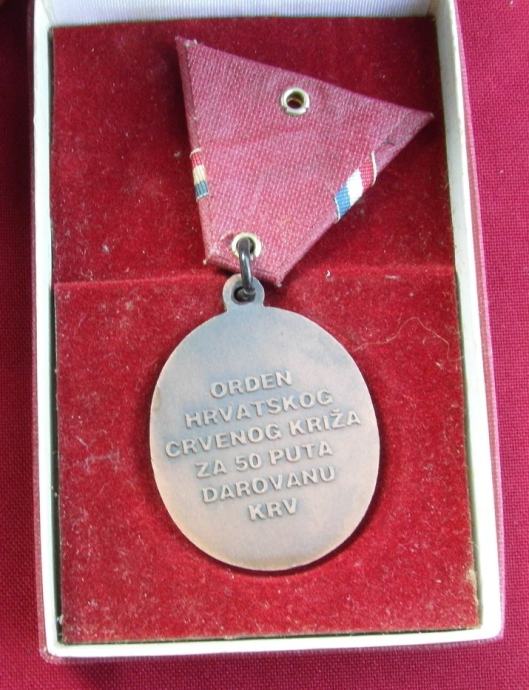 ORDEN
HRVATSKOG
CRVENOG KRIŽA
ZA 50 PUTA
DAROVANU
KRV